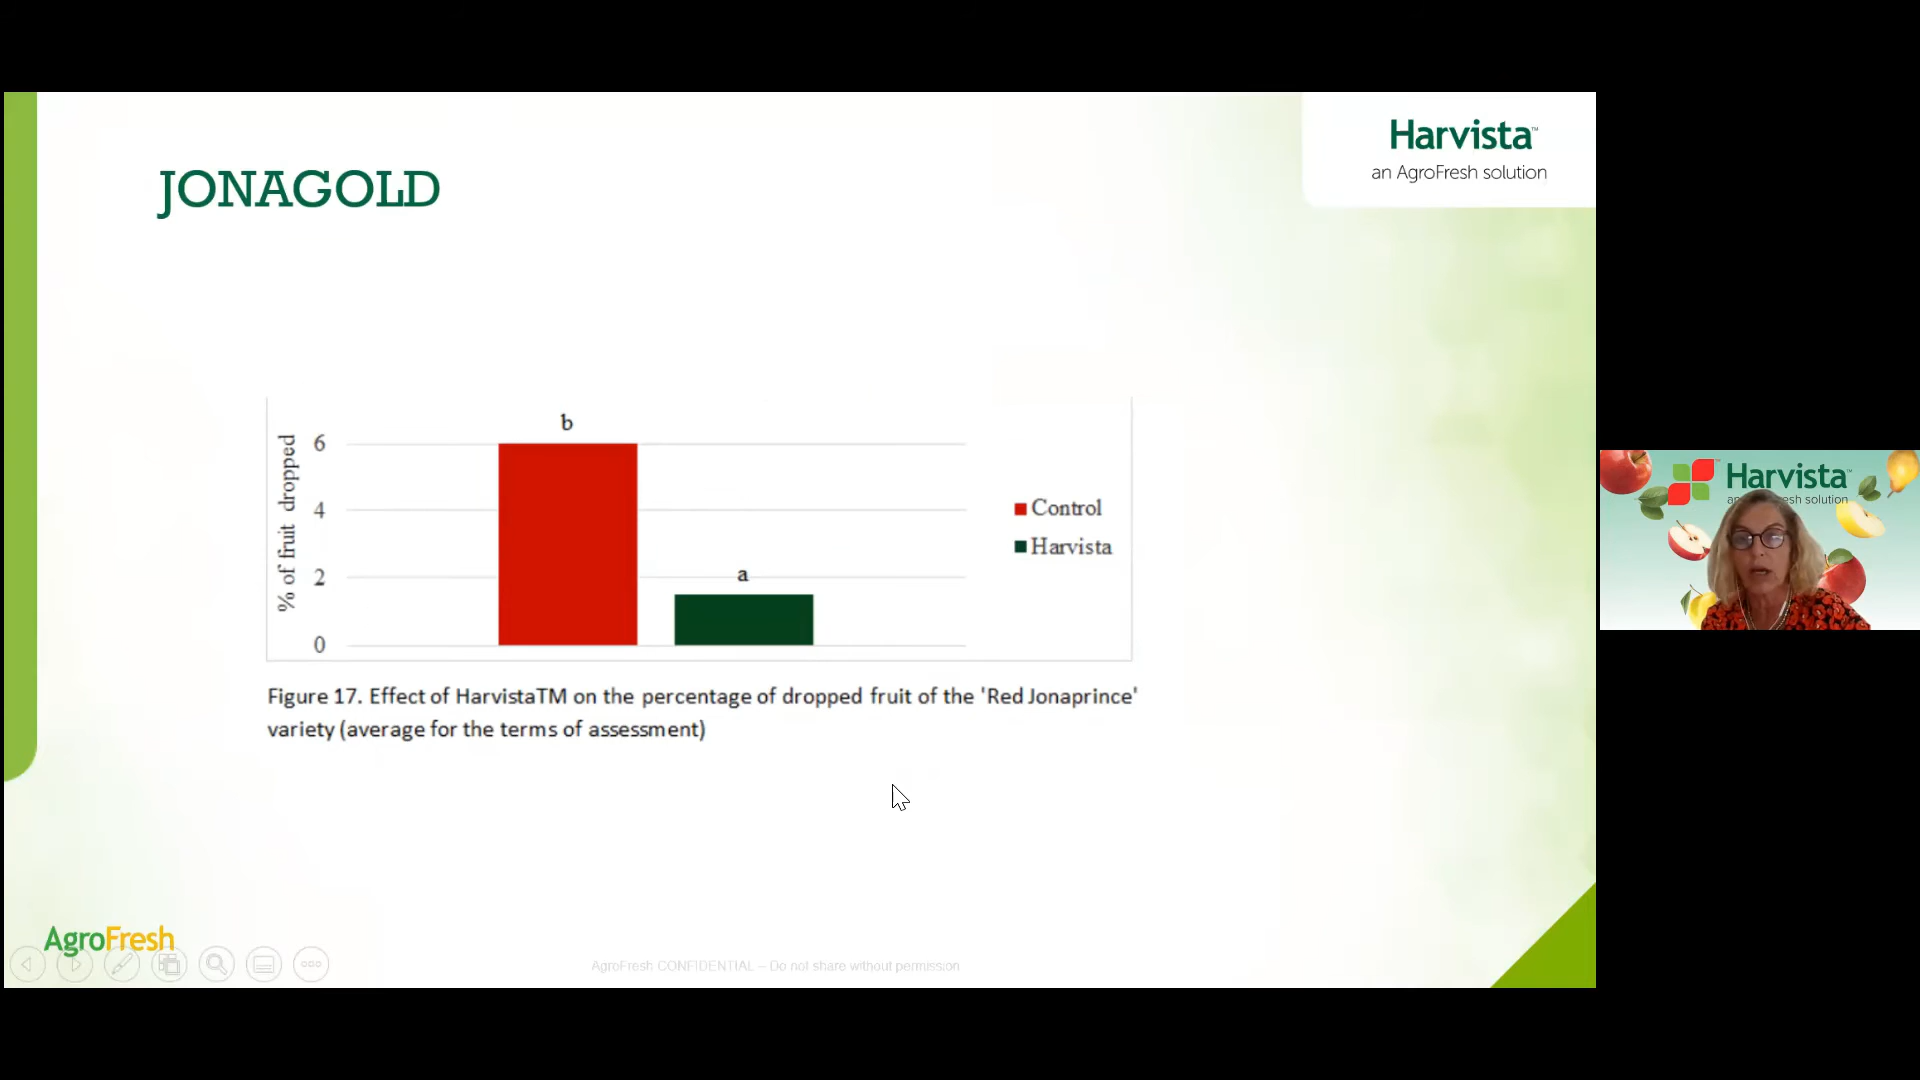 Harvista™
an AgroFresh solution
JONAGOLD
% of fruit dropped
6
4
2
0
b
a
Control
Harvista
Figure 17. Effect of HarvistaTM on the percentage of dropped fruit of the 'Red Jonaprince'
variety (average for the terms of assessment)
AgroFresh
AgroFresh CONFIDENTIAL – Do not share without permission
Harvista™
esh solution